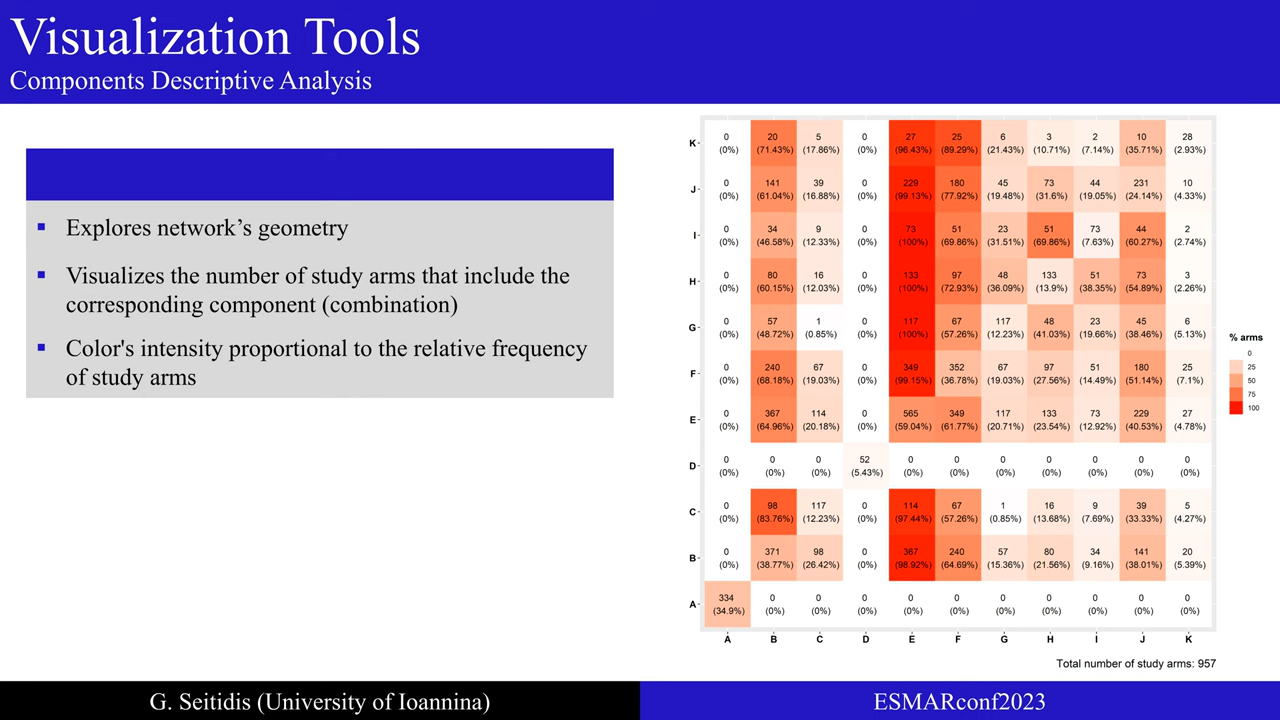 Visualization Tools
Components Descriptive Analysis
▪ Explores network’s geometry
▪ Visualizes the number of study arms that include the
corresponding component (combination)
▪ Color's intensity proportional to the relative frequency
of study arms
K 0 20 5 0 27 25 6 3 2 10 28
(0%) (71.43%) (17.86%) (0%) (96.43%) (89.29%) (21.43%) (10.71%) (7.14%) (35.71%) (2.93%)
J 0 141 39 0 229 180 45 73 44 231 10
(0%) (61.04%) (16.88%) (0%) (99.13%) (77.92%) (19.48%) (31.6%) (19.05%) (24.14%) (4.33%)
I 0 34 9 0 73 51 23 51 73 44 2
(0%) (46.58%) (12.33%) (0%) (100%) (69.86%) (31.51%) (69.86%) (7.63%) (60.27%) (2.74%)
H 0 80 16 0 133 97 48 133 51 73 3
(0%) (60.15%) (12.03%) (0%) (100%) (72.93%) (36.09%) (13.9%) (38.35%) (54.89%) (2.26%)
G 0 57 1 0 117 67 117 48 23 45 6
(0%) (48.72%) (0.85%) (0%) (100%) (57.26%) (12.23%) (41.03%) (19.66%) (38.46%) (5.13%)
F 0 240 67 0 349 352 67 97 51 180 25
(0%) (68.18%) (19.03%) (0%) (99.15%) (36.78%) (19.03%) (27.56%) (14.49%) (51.14%) (7.1%)
E 0 367 114 0 565 349 117 133 73 229 27
(0%) (64.96%) (20.18%) (0%) (59.04%) (61.77%) (20.71%) (23.54%) (12.92%) (40.53%) (4.78%)
D 0 0 0 52 0 0 0 0 0 0 0
(0%) (0%) (0%) (5.43%) (0%) (0%) (0%) (0%) (0%) (0%) (0%)
C 0 98 117 0 114 67 1 16 9 39 5
(0%) (83.76%) (12.23%) (0%) (97.44%) (57.26%) (0.85%) (13.68%) (7.69%) (33.33%) (4.27%)
B 0 371 98 0 367 240 57 80 34 141 20
(0%) (38.77%) (26.42%) (0%) (98.92%) (64.69%) (15.36%) (21.56%) (9.16%) (38.01%) (5.39%)
A 334 0 0 0 0 0 0 0 0 0 0
(34.9%) (0%) (0%) (0%) (0%) (0%) (0%) (0%) (0%) (0%) (0%)
A B C D E F G H I J K
% arms
0
25
50
75
100
Total number of study arms: 957
G. Seitidis (University of Ioannina)
ESMARconf2023